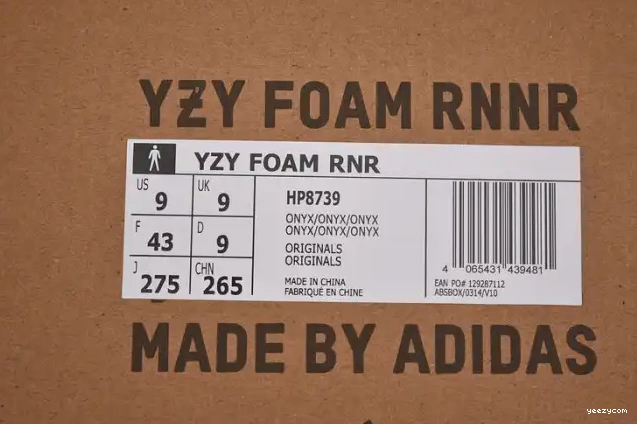 YZY FOAM RNNR
YZY FOAM RNR
US 9 UK 9
F 43 D 9
J 275 CHN 265
HP8739
ONYX/ONYX/ONYX
ONYX/ONYX/ONYX
ORIGINALS
ORIGINALS
MADE IN CHINA
FABRIQUÉ EN CHINE
4 065431 439481
EAN PO# 129287112
ABSBOX/0314/V10
MADE BY ADIDAS
yeezycom